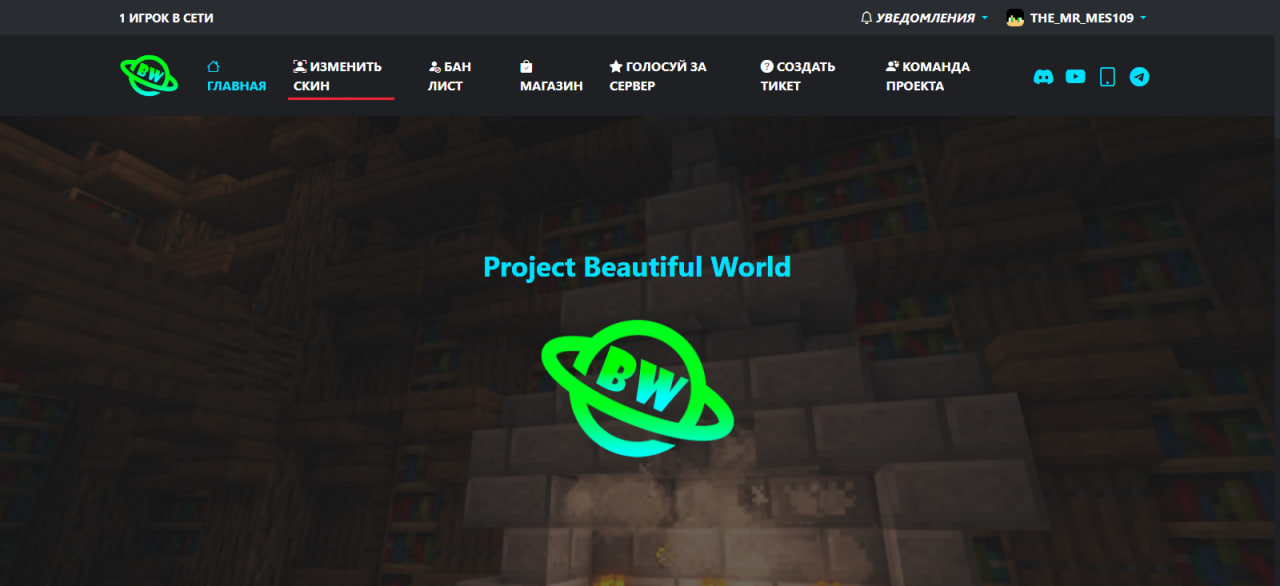 1 ИГРОК В СЕТИ
УВЕДОМЛЕНИЯ
THE_MR_MES109
BW
ГЛАВНАЯ
ИЗМЕНИТЬ
СКИН
БАН
ЛИСТ
МАГАЗИН
ГОЛОСУЙ ЗА
СЕРВЕР
СОЗДАТЬ
ТИКЕТ
КОМАНДА
ПРОЕКТА
Project Beautiful World
BW